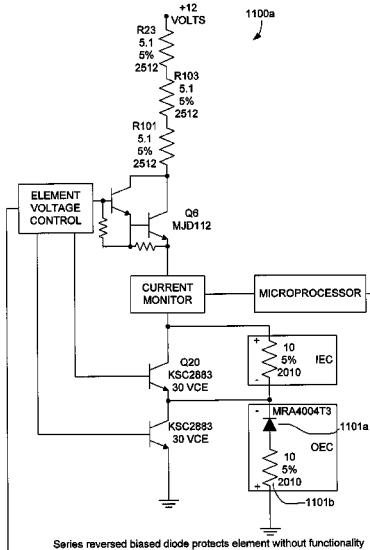 +12
VOLTS
1100a
R23
5.1
5%
2512
R103
5.1
5%
2512
R101
5.1
5%
2512
ELEMENT
VOLTAGE
CONTROL
Q6
MJD112
CURRENT
MONITOR
MICROPROCESSOR
Q20
KSC2883
30 VCE
+
10
5%
2010
-
IEC
KSC2883
30 VCE
-
MRA4004T3
1101a
OEC
10
5%
2010
+
1101b
Series reversed biased diode protects element without functionality